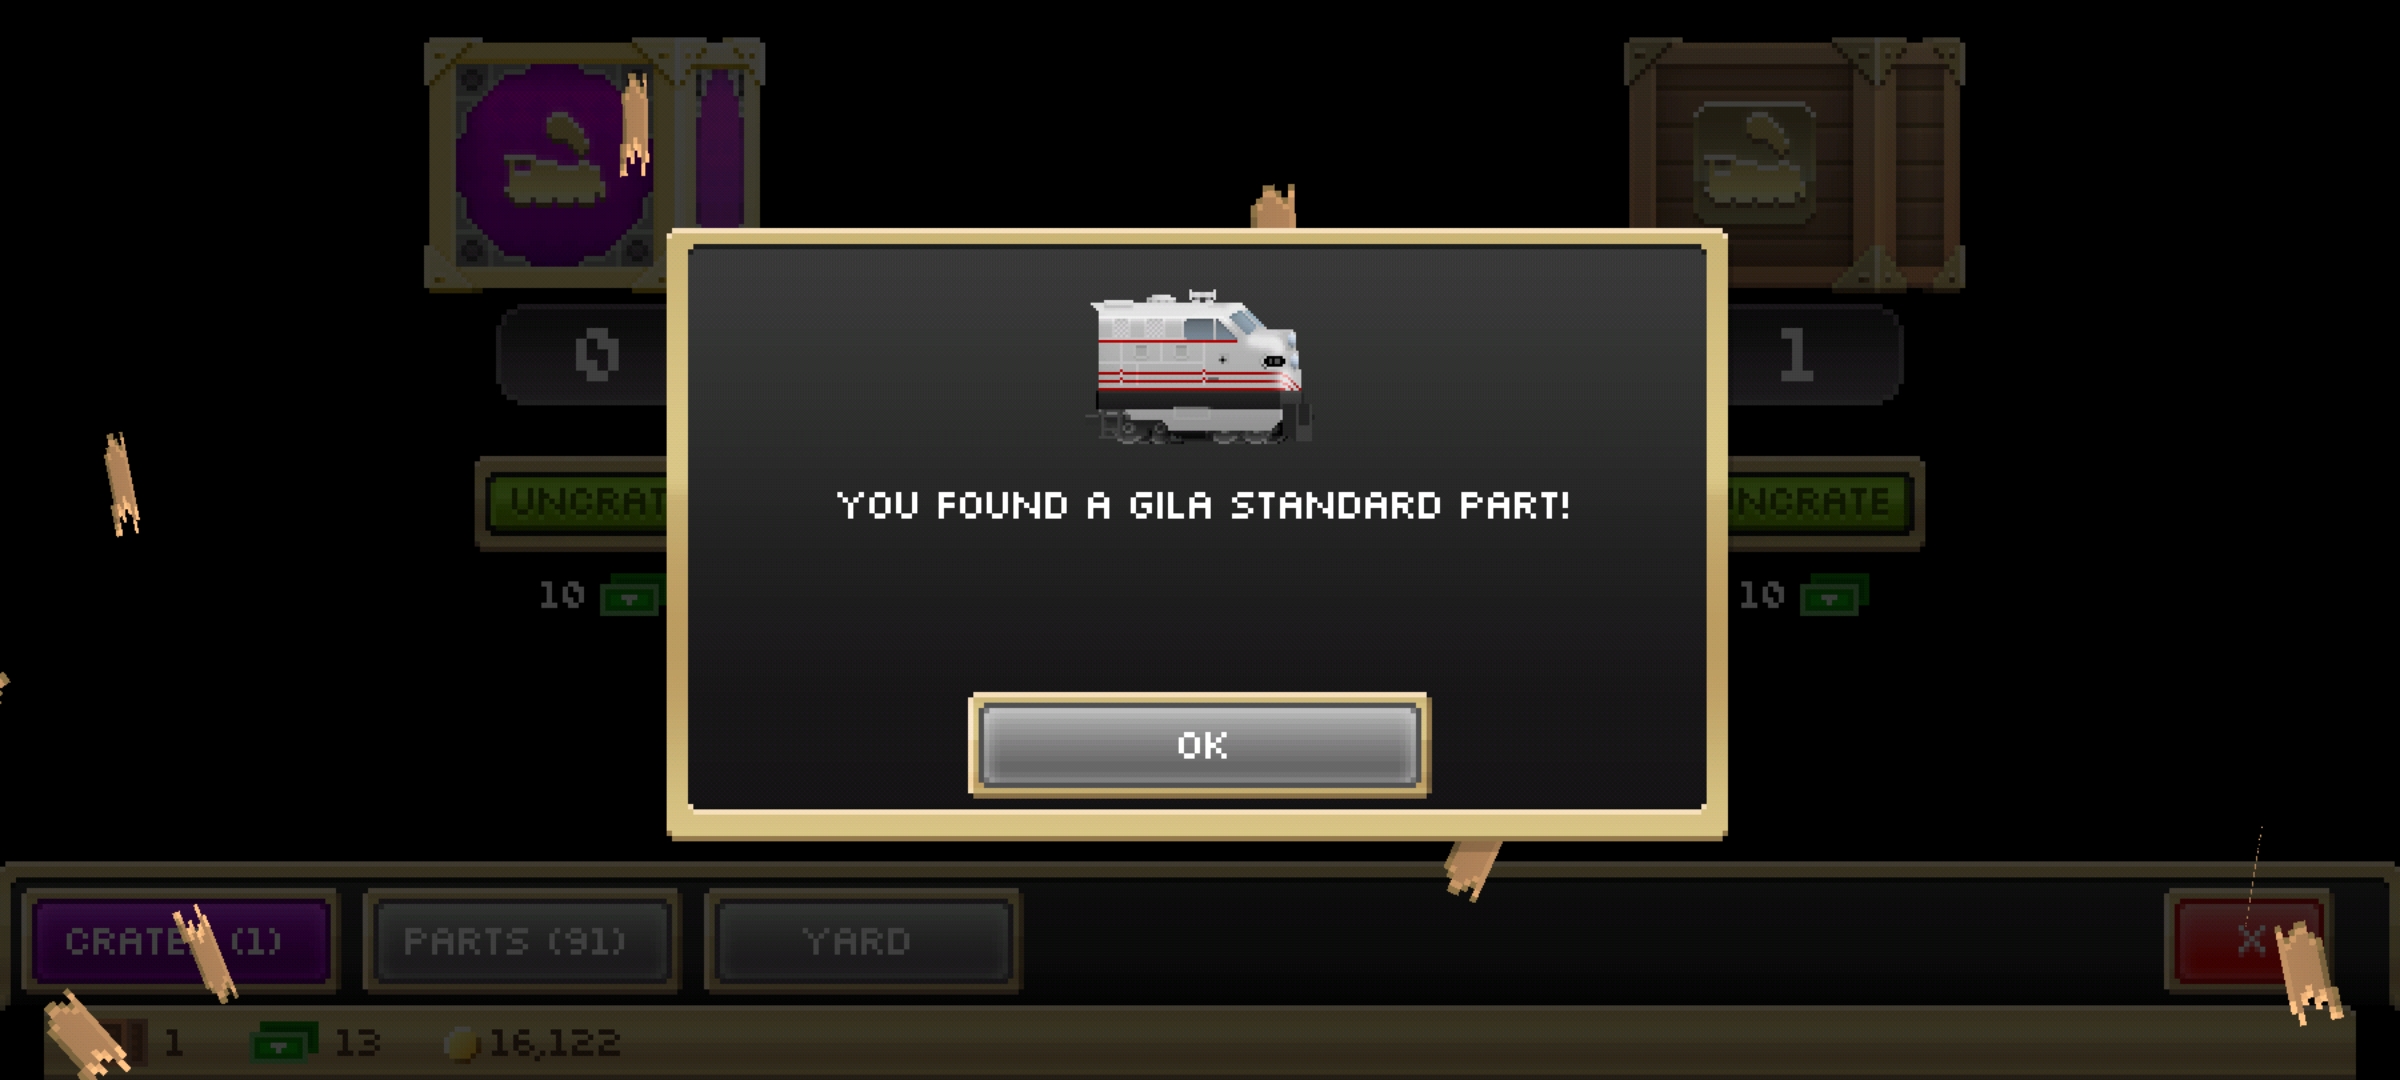 0
1
YOU FOUND A GILA STANDARD PART!
UNCRAT
NCRATE
10
10
OK
CRATE (1)
PARTS (91)
YARD
X
1
13
16,122